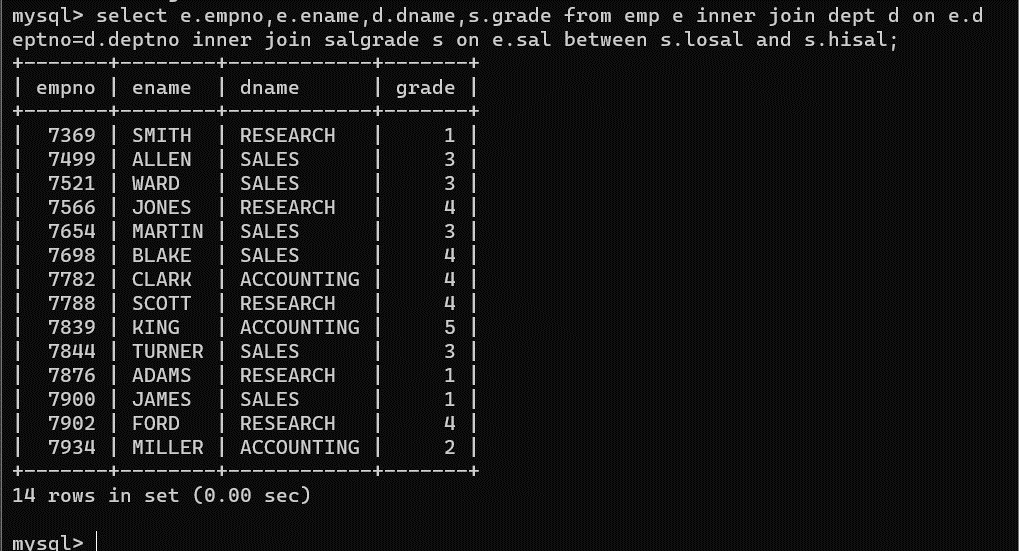 mysql> select e.empno,e.ename,d.dname,s.grade from emp e inner join dept d on e.d
eptno=d.deptno inner join salgrade s on e.sal between s.losal and s.hisal;
+-------+--------+------------+-------+
| empno | ename  | dname      | grade |
+-------+--------+------------+-------+
|  7369 | SMITH  | RESEARCH   |     1 |
|  7499 | ALLEN  | SALES      |     3 |
|  7521 | WARD   | SALES      |     3 |
|  7566 | JONES  | RESEARCH   |     4 |
|  7654 | MARTIN | SALES      |     3 |
|  7698 | BLAKE  | SALES      |     4 |
|  7782 | CLARK  | ACCOUNTING |     4 |
|  7788 | SCOTT  | RESEARCH   |     4 |
|  7839 | KING   | ACCOUNTING |     5 |
|  7844 | TURNER | SALES      |     3 |
|  7876 | ADAMS  | RESEARCH   |     1 |
|  7900 | JAMES  | SALES      |     1 |
|  7902 | FORD   | RESEARCH   |     4 |
|  7934 | MILLER | ACCOUNTING |     2 |
+-------+--------+------------+-------+
14 rows in set (0.00 sec)
mysql>